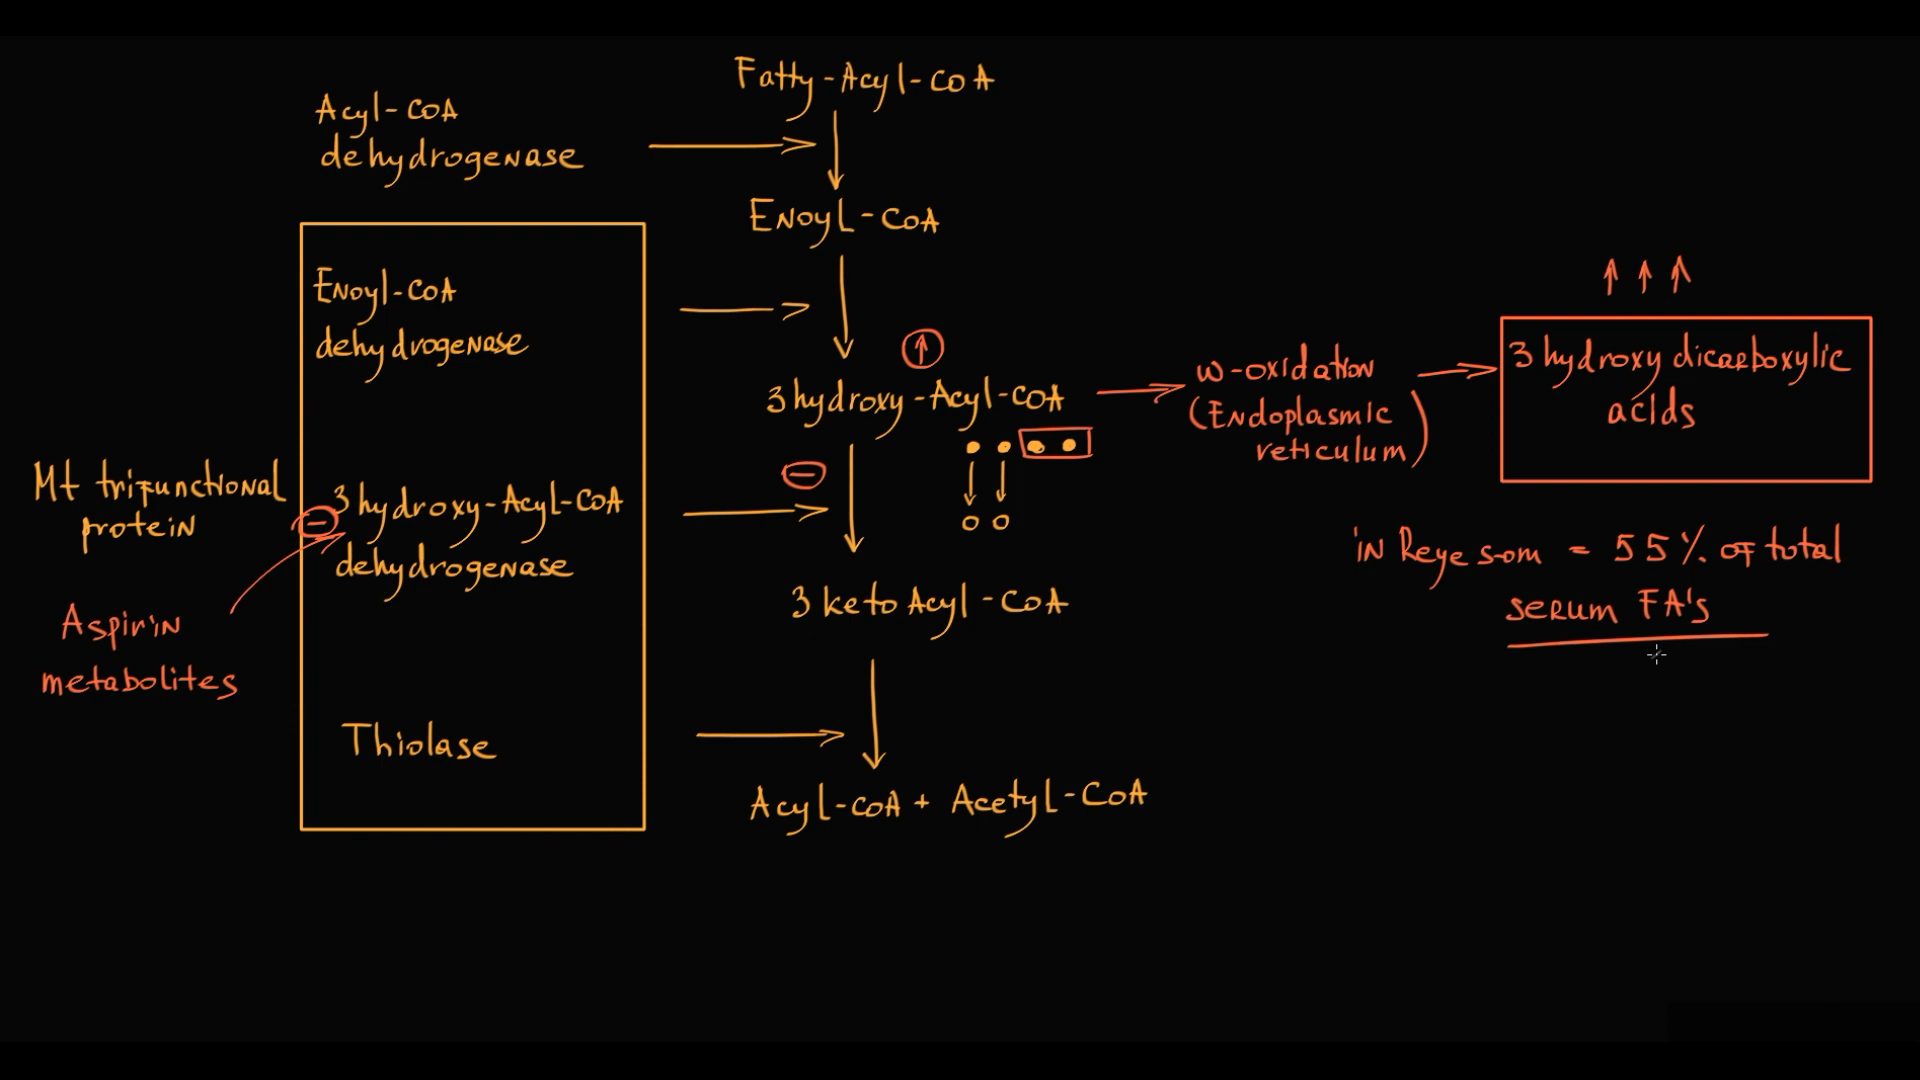 Fatty-Acyl-CoA
Acyl-CoA
dehydrogenase
Enoyl-CoA
Enoyl-CoA
dehydrogenase
3 hydroxy-Acyl-CoA
w-oxidation
(Endoplasmic
reticulum)
3 hydroxy dicarboxylic
acids
Mt trifunctional
protein
3 hydroxy-Acyl-CoA
dehydrogenase
in Reye som = 55% of total
serum FA's
Aspirin
metabolites
3 keto Acyl-CoA
Thiolase
Acyl-CoA + Acetyl-CoA